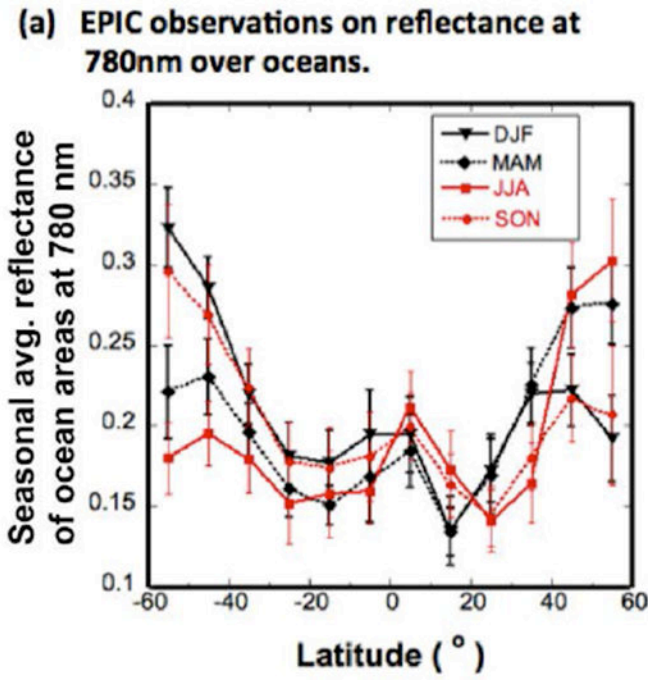 (a) EPIC observations on reflectance at
780nm over oceans.
Seasonal avg. reflectance
of ocean areas at 780 nm
0.4
0.35
0.3
0.25
0.2
0.15
0.1
DJF
MAM
JJA
SON
-60 -40 -20 0 20 40 60
Latitude ( ° )